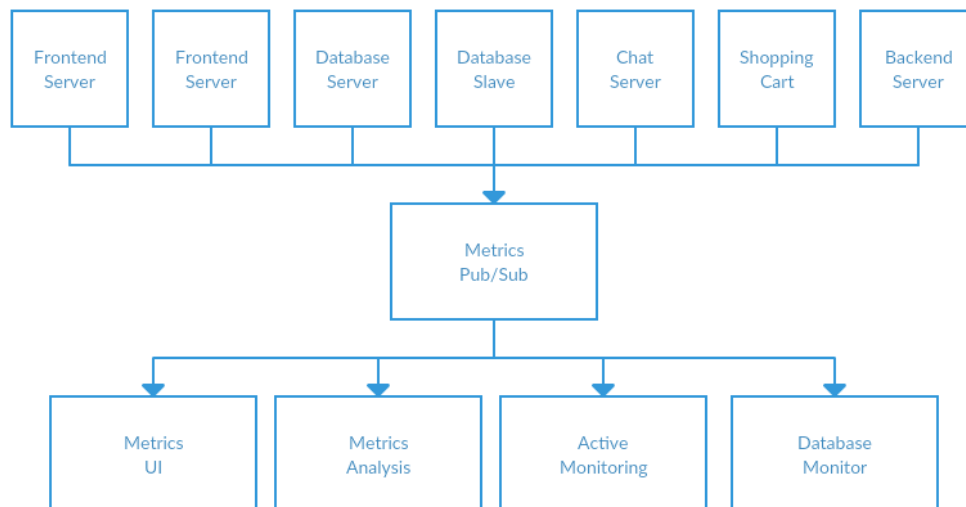 Frontend
Server
Frontend
Server
Database
Server
Database
Slave
Chat
Server
Shopping
Cart
Backend
Server
Metrics
Pub/Sub
Metrics
UI
Metrics
Analysis
Active
Monitoring
Database
Monitor